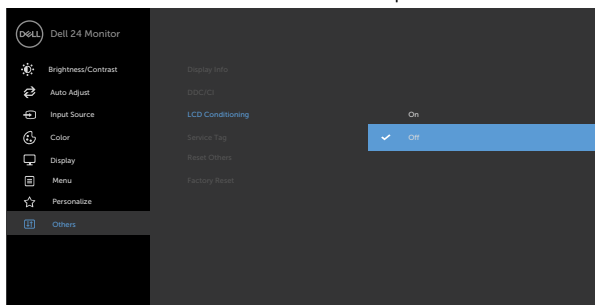 DELL Dell 24 Monitor
Brightness/Contrast Display Info
Auto Adjust DDC/CI
Input Source LCD Conditioning On
Color Service Tag Off
Display Reset Others
Menu Factory Reset
Personalize
Others